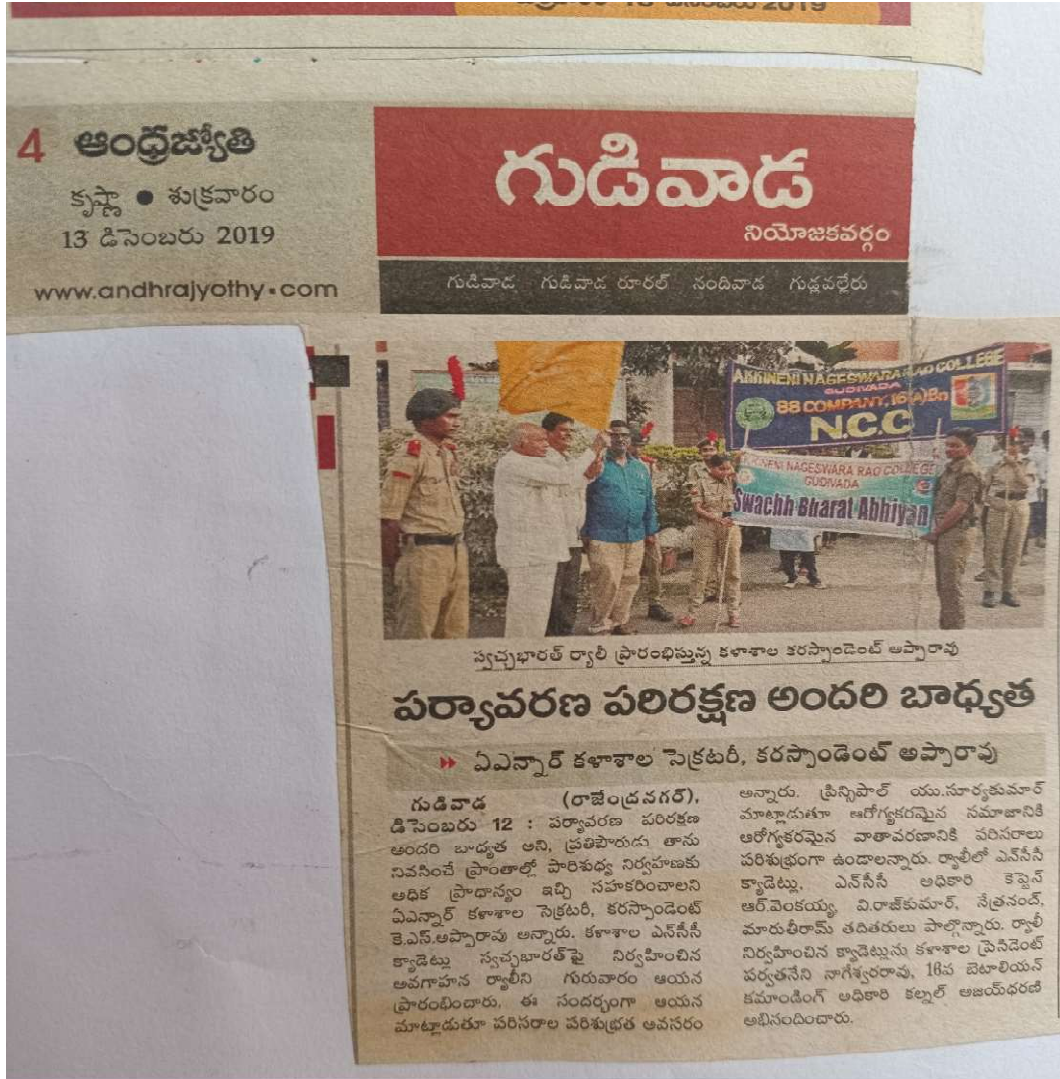 డిసెంబరు 2019
4 ఆంధ్రజ్యోతి
కృష్ణా ● శుక్రవారం
13 డిసెంబరు 2019
www.andhrajyothy.com
గుడివాడ
నియోజకవర్గం
గుడివాడ గుడివాడ రూరల్ నందివాడ గుడ్లవల్లేరు
AKKINENI NAGESWARA RAO COLLEGE
GUDIVADA
88 COMPANY, 16(A)Bn
N.C.C
NAGESWARA RAO COLLEGE
GUDIVADA
Swachh Bharat Abhiyan
స్వచ్ఛభారత్ ర్యాలీ ప్రారంభిస్తున్న కళాశాల కరస్పాండెంట్ అప్పారావు
పర్యావరణ పరిరక్షణ అందరి బాధ్యత
ఏఎన్నార్ కళాశాల సెక్రటరీ, కరస్పాండెంట్ అప్పారావు
గుడివాడ (రాజేంద్రనగర్),
డిసెంబరు 12 : పర్యావరణ పరిరక్షణ
అందరి బాధ్యత అని, ప్రతిపౌరుడు తాను
నివసించే ప్రాంతాల్లో పారిశుధ్య నిర్వహణకు
అధిక ప్రాధాన్యం ఇచ్చి సహకరించాలని
ఏఎన్నార్ కళాశాల సెక్రటరీ, కరస్పాండెంట్
కె.ఎస్.అప్పారావు అన్నారు. కళాశాల ఎన్‌సీసీ
క్యాడెట్లు స్వచ్ఛభారత్‌పై నిర్వహించిన
అవగాహన ర్యాలీని గురువారం ఆయన
ప్రారంభించారు. ఈ సందర్భంగా ఆయన
మాట్లాడుతూ పరిసరాల పరిశుభ్రత అవసరం
అన్నారు. ప్రిన్సిపాల్ యు.సూర్యకుమార్
మాట్లాడుతూ ఆరోగ్యకరమైన సమాజానికి
ఆరోగ్యకరమైన వాతావరణానికి పరిసరాలు
పరిశుభ్రంగా ఉండాలన్నారు. ర్యాలీలో ఎన్‌సీసీ
క్యాడెట్లు, ఎన్‌సీసీ అధికారి కెప్టెన్
ఆర్.వెంకయ్య, వి.రాజ్‌కుమార్, నేత్రనంద్,
మారుతీరామ్ తదితరులు పాల్గొన్నారు. ర్యాలీ
నిర్వహించిన క్యాడెట్లును కళాశాల ప్రెసిడెంట్
పర్వతనేని నాగేశ్వరరావు, 16వ బెటాలియన్
కమాండింగ్ అధికారి కల్నల్ అజయ్‌ధరణి
అభినందించారు.